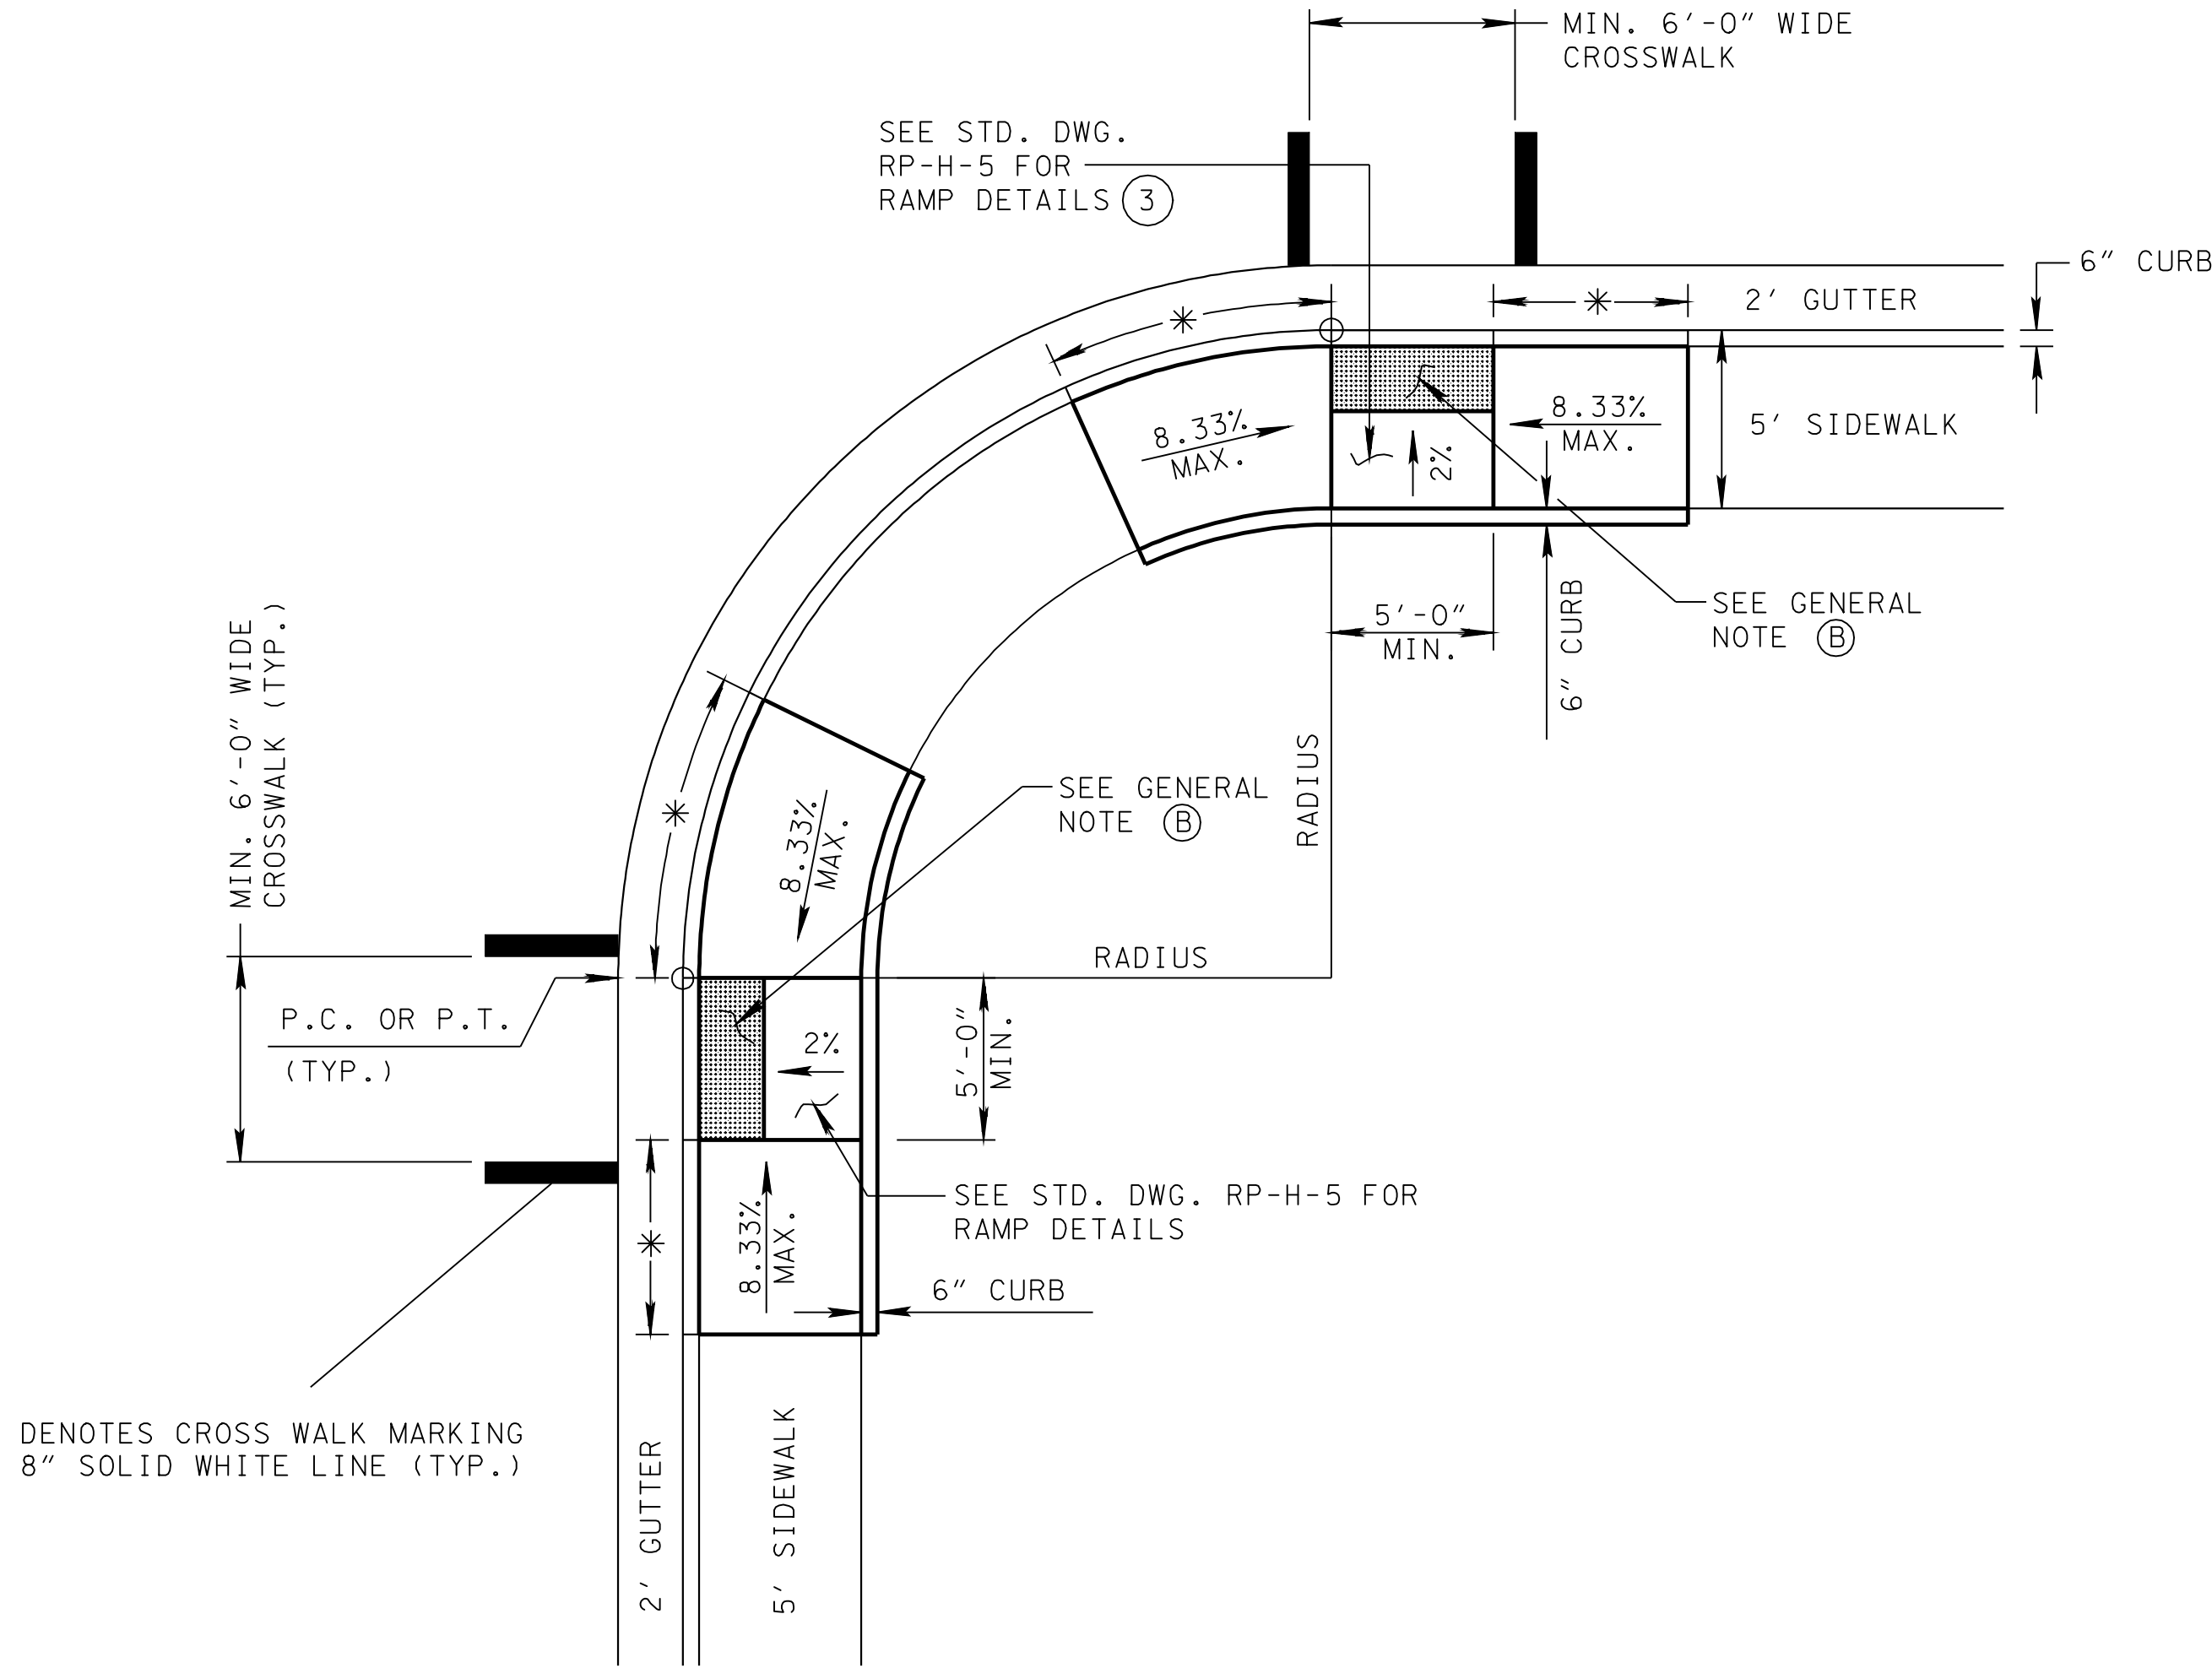 MIN. 6'-0" WIDE
CROSSWALK
SEE STD. DWG.
RP-H-5 FOR
RAMP DETAILS 3
6" CURB
*
*
2' GUTTER
8.33%
MAX.
2%
8.33%
MAX.
5' SIDEWALK
5'-0"
MIN.
6" CURB
SEE GENERAL
NOTE B
MIN. 6'-0" WIDE
CROSSWALK (TYP.)
*
8.33%
MAX.
SEE GENERAL
NOTE B
RADIUS
RADIUS
P.C. OR P.T.
(TYP.)
2%
5'-0"
MIN.
*
8.33%
MAX.
SEE STD. DWG. RP-H-5 FOR
RAMP DETAILS
6" CURB
DENOTES CROSS WALK MARKING
8" SOLID WHITE LINE (TYP.)
2' GUTTER
5' SIDEWALK